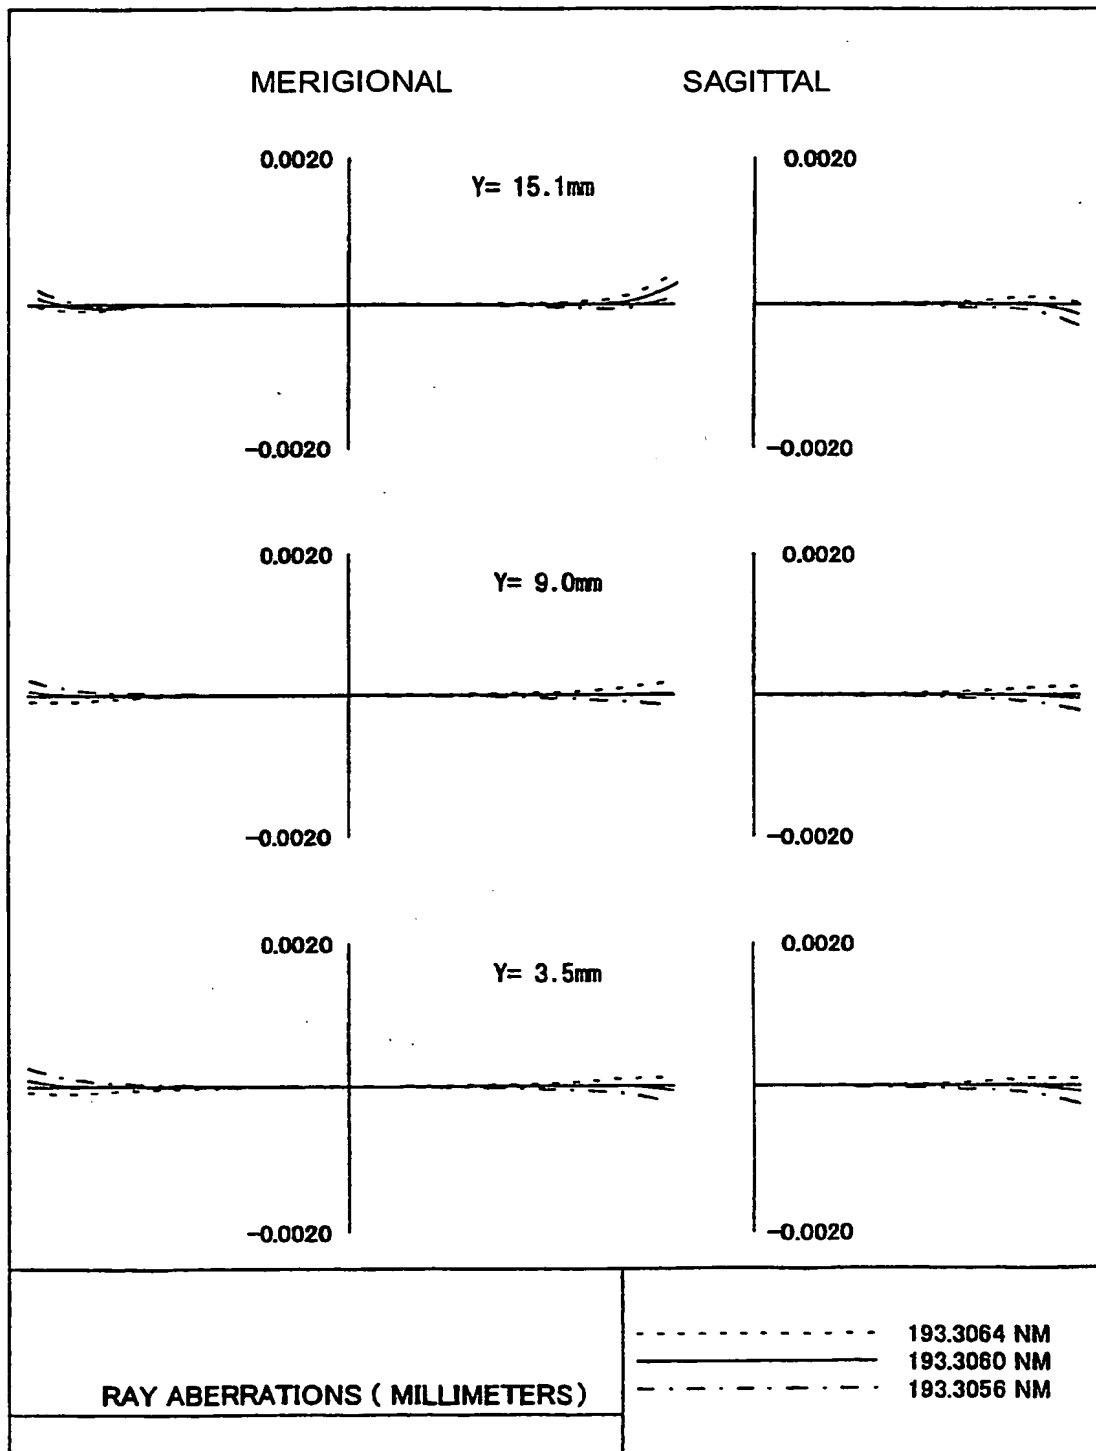 MERIGIONAL SAGITTAL
0.0020 0.0020
Y= 15.1mm
-0.0020 -0.0020
0.0020 0.0020
Y= 9.0mm
-0.0020 -0.0020
0.0020 0.0020
Y= 3.5mm
-0.0020 -0.0020
193.3064 NM
193.3060 NM
193.3056 NM
RAY ABERRATIONS ( MILLIMETERS )